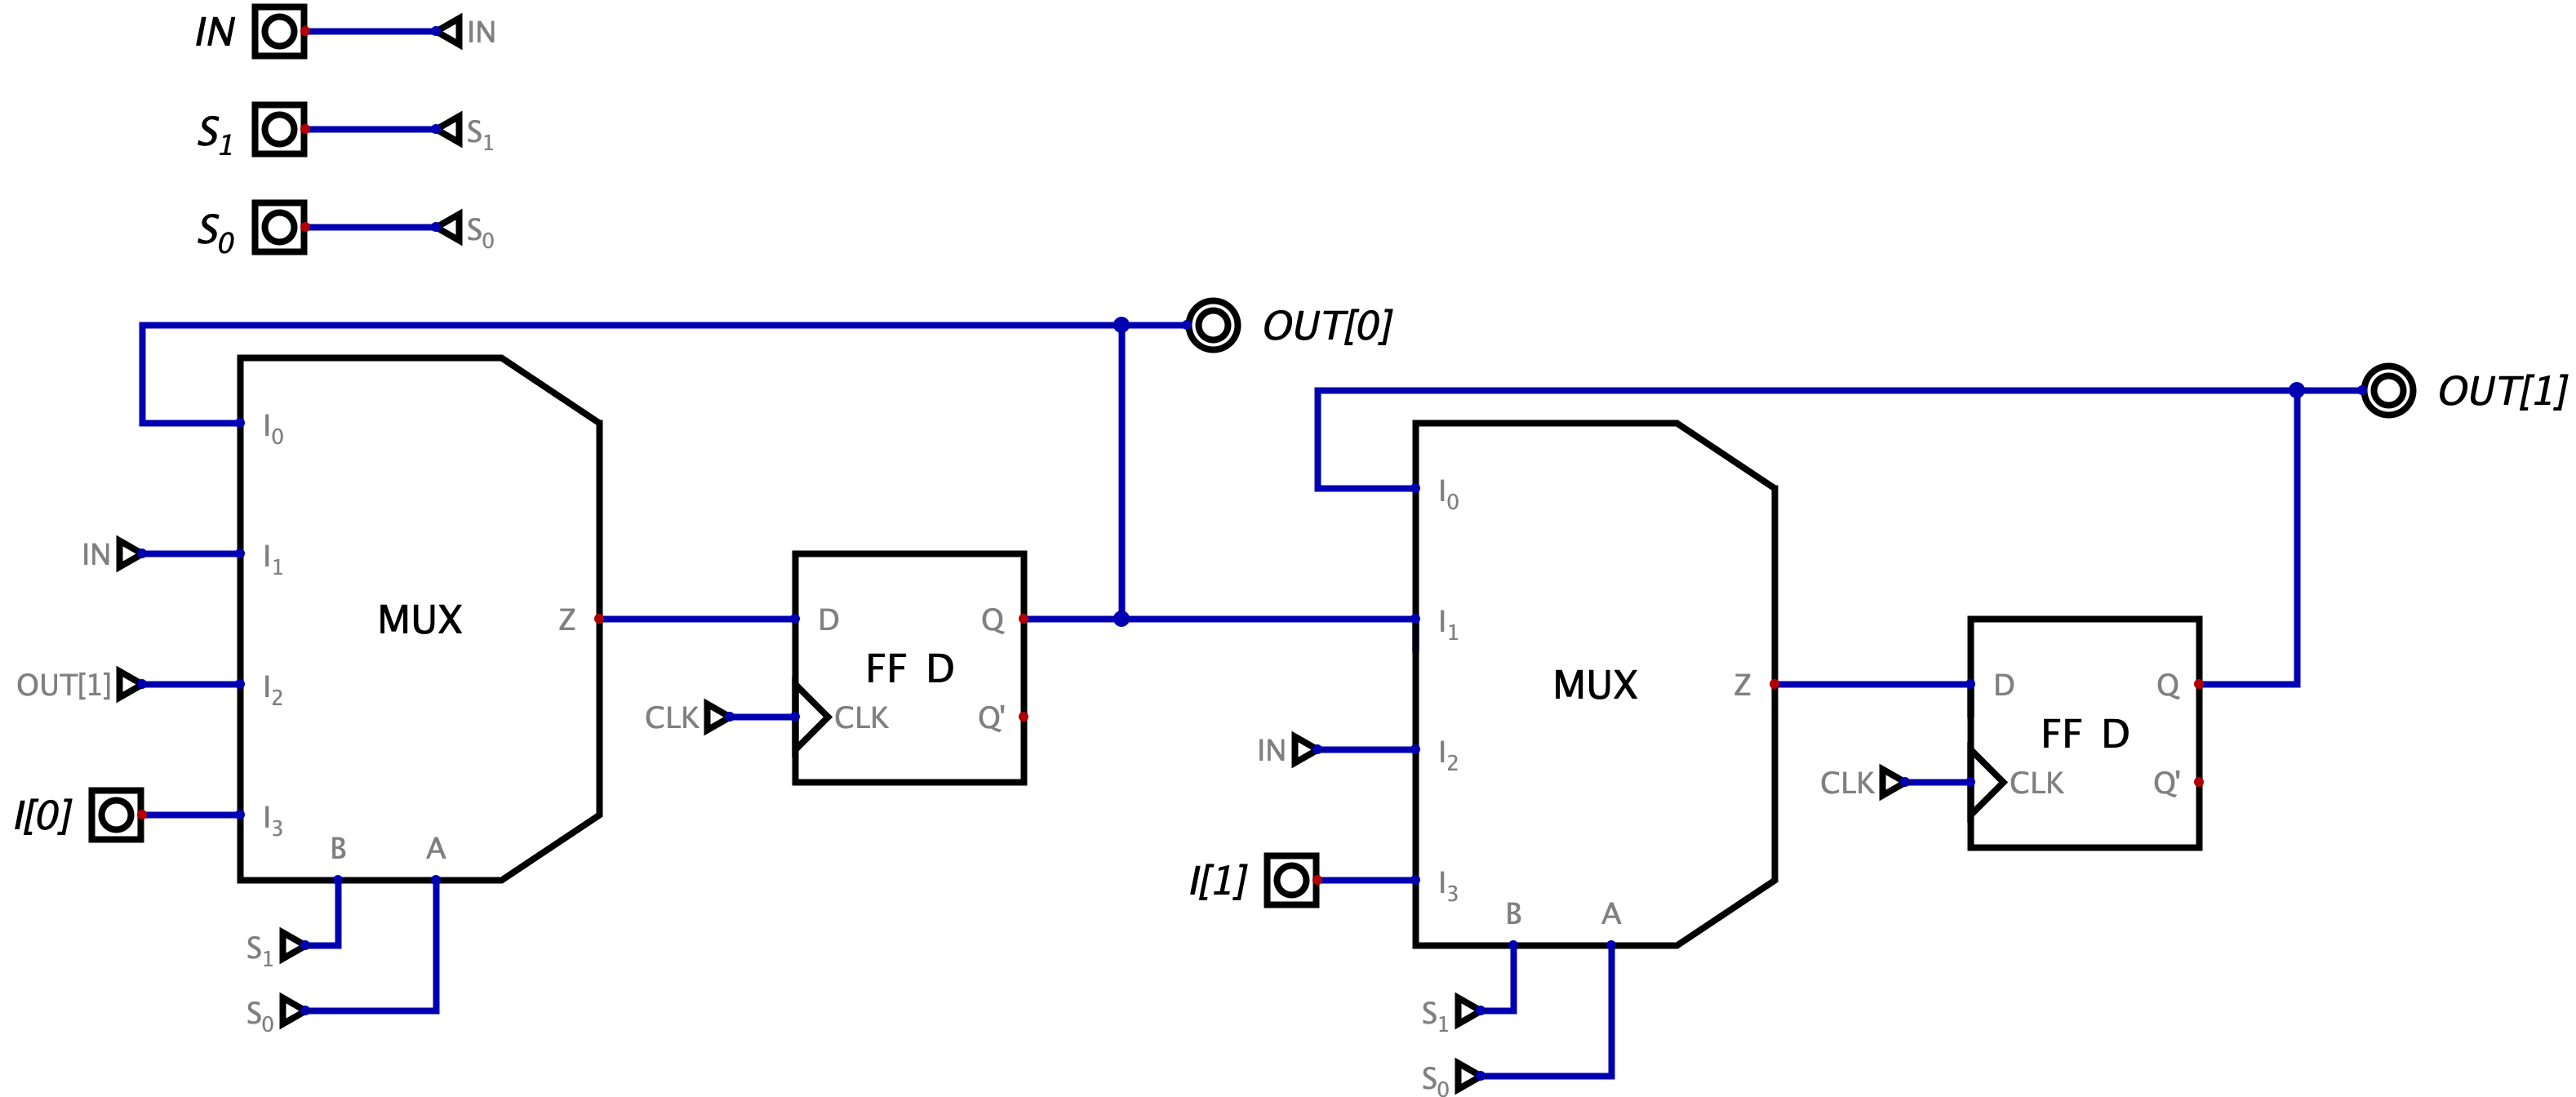 IN IN
S1 S1
S0 S0
OUT[0]
OUT[1]
I0
I0
IN I1
MUX Z D Q I1
FF D
OUT[1] I2
MUX Z D Q
CLK CLK Q'
FF D
IN I2
CLK CLK Q'
I[0] I3
B A
I[1] I3
B A
S1
S0
S1
S0